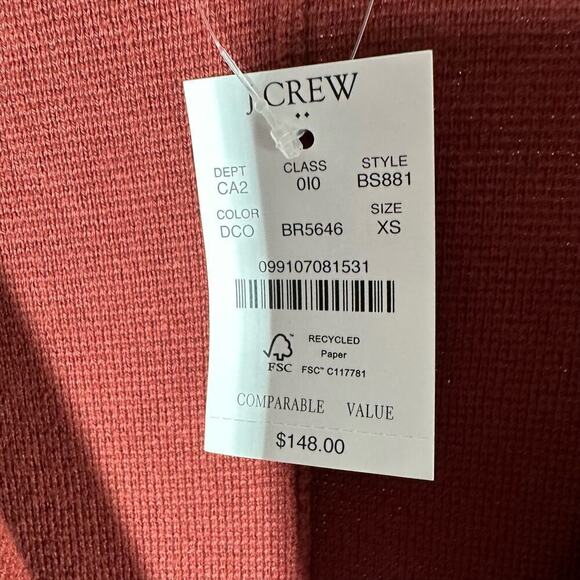 J.CREW
DEPT CLASS STYLE
CA2 0I0 BS881
COLOR SIZE
DCO BR5646 XS
099107081531
RECYCLED
Paper
FSC
FSC™ C117781
COMPARABLE VALUE
$148.00